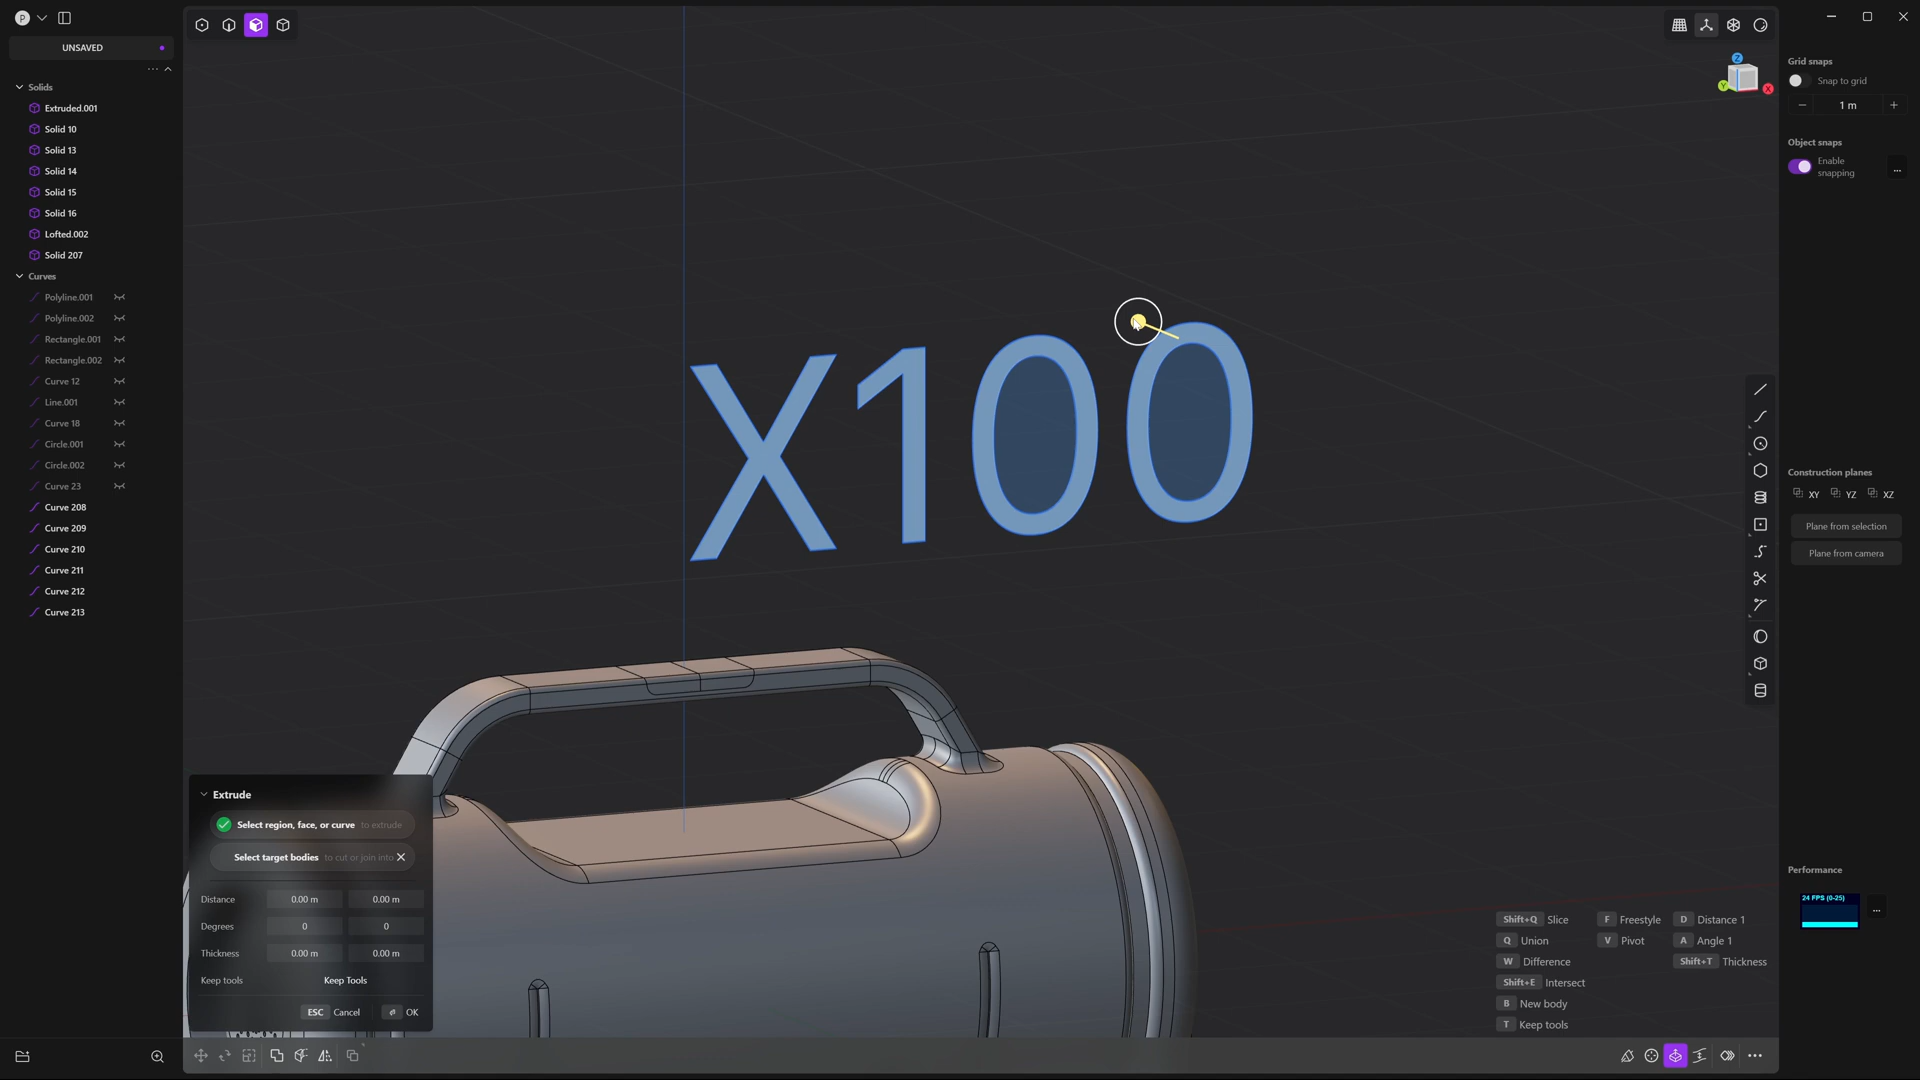 P
UNSAVED
Solids
Extruded.001
Solid 10
Solid 13
Solid 14
Solid 15
Solid 16
Lofted.002
Solid 207
Curves
Polyline.001
Polyline.002
Rectangle.001
Rectangle.002
Curve 12
Line.001
Curve 18
Circle.001
Circle.002
Curve 23
Curve 208
Curve 209
Curve 210
Curve 211
Curve 212
Curve 213
X100
Z
Y
X
Grid snaps
Snap to grid
1 m
Object snaps
Enable
snapping
...
Construction planes
XY YZ XZ
Plane from selection
Plane from camera
Performance
24 FPS (0-25)
...
Extrude
Select region, face, or curve to extrude
Select target bodies to cut or join into
Distance 0.00 m 0.00 m
Degrees 0 0
Thickness 0.00 m 0.00 m
Keep tools Keep Tools
ESC Cancel OK
Shift+Q Slice F Freestyle D Distance 1
Q Union V Pivot A Angle 1
W Difference Shift+T Thickness
Shift+E Intersect
B New body
T Keep tools